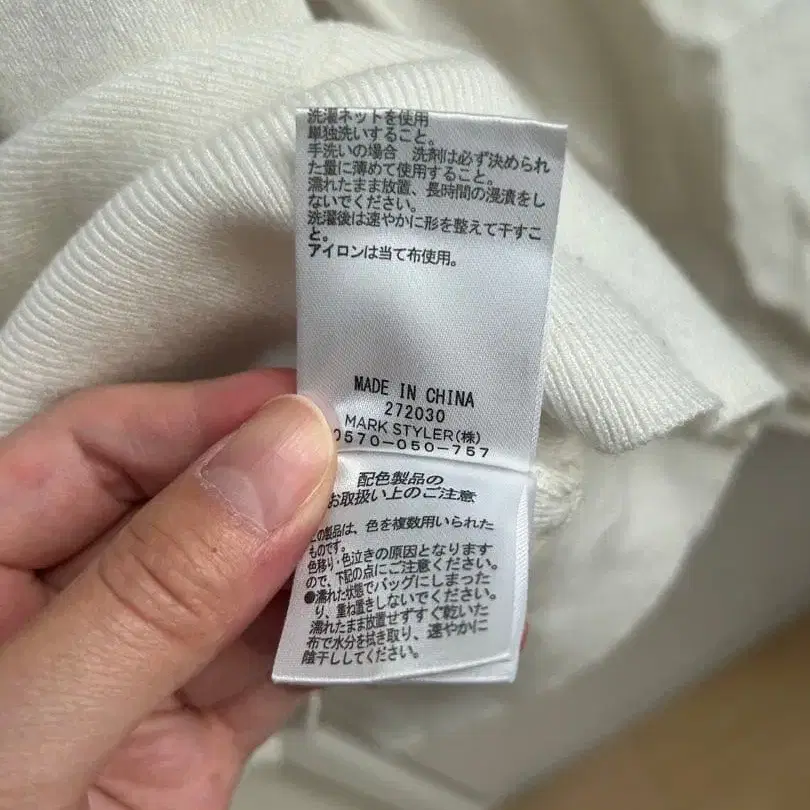 洗濯ネットを使用
単独洗いすること。
手洗いの場合 洗剤は必ず決められ
た量に薄めて使用すること。
濡れたまま放置、長時間の浸漬をし
ないでください。
洗濯後は速やかに形を整えて干すこ
と。
アイロンは当て布使用。
MADE IN CHINA
272030
MARK STYLER(株)
0570-050-757
配色製品の
お取扱い上のご注意
この製品は、色を複数用いられた
ものです。
色移り・色泣きの原因となります
ので、下記の点にご注意ください。
●濡れた状態でバッグにしまった
り、重ね置きしないでください。
濡れたまま放置せずすぐ乾いた
布で水分を拭き取り、速やかに
陰干ししてください。